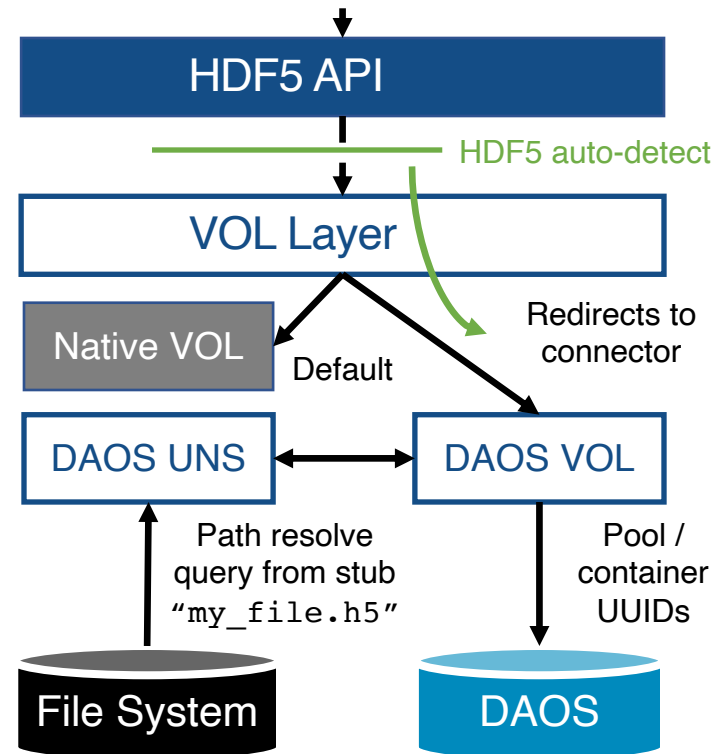 HDF5 API
HDF5 auto-detect
VOL Layer
Native VOL
Default
Redirects to
connector
DAOS UNS
DAOS VOL
Path resolve
query from stub
“my_file.h5”
Pool /
container
UUIDs
File System
DAOS